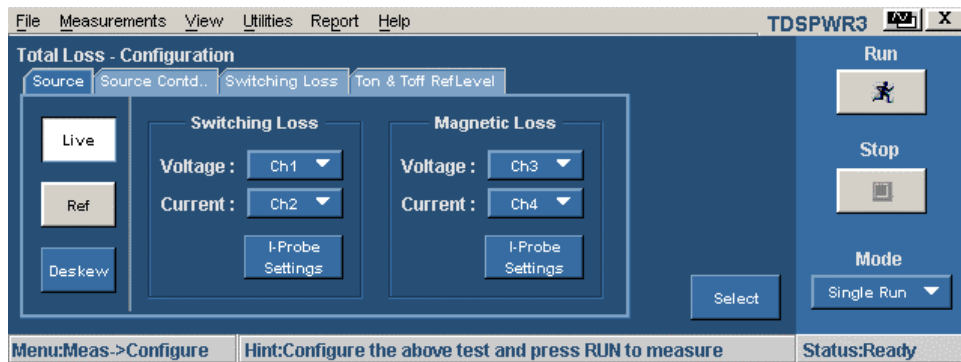 File Measurements View Utilities Report Help TDSPWR3 X
Total Loss - Configuration
Source Source Contd.. Switching Loss Ton & Toff RefLevel
Live
Ref
Deskew
Switching Loss
Voltage : Ch1
Current : Ch2
I-Probe
Settings
Magnetic Loss
Voltage : Ch3
Current : Ch4
I-Probe
Settings
Select
Run
Stop
Mode
Single Run
Menu:Meas->Configure Hint:Configure the above test and press RUN to measure Status:Ready